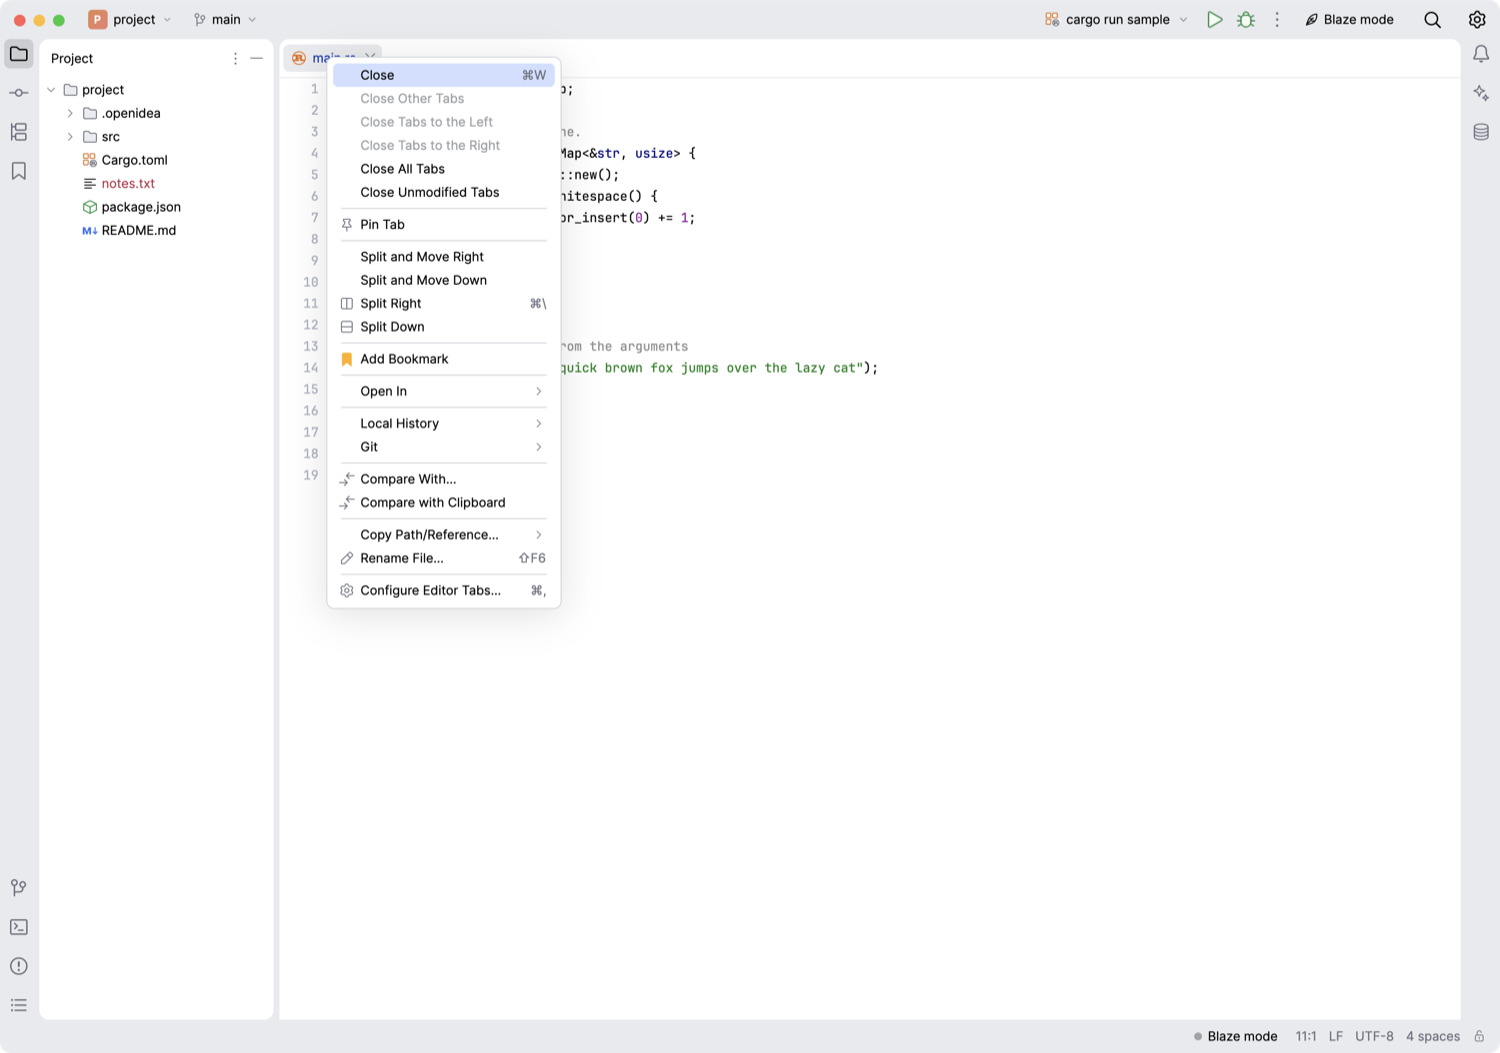 P project main cargo run sample Blaze mode
Project
project
.openidea
src
Cargo.toml
notes.txt
package.json
M↓ README.md
Close ⌘W
Close Other Tabs
Close Tabs to the Left
Close Tabs to the Right
Close All Tabs
Close Unmodified Tabs
Pin Tab
Split and Move Right
Split and Move Down
Split Right ⌘\
Split Down
Add Bookmark
Open In
Local History
Git
Compare With...
Compare with Clipboard
Copy Path/Reference...
Rename File... ⇧F6
Configure Editor Tabs... ⌘,
1
2
3
4 Map<&str, usize> {
5 ::new();
6 itespace() {
7 r_insert(0) += 1;
8
9
10
11
12
13 om the arguments
14 quick brown fox jumps over the lazy cat");
15
16
17
18
19
Blaze mode 11:1 LF UTF-8 4 spaces